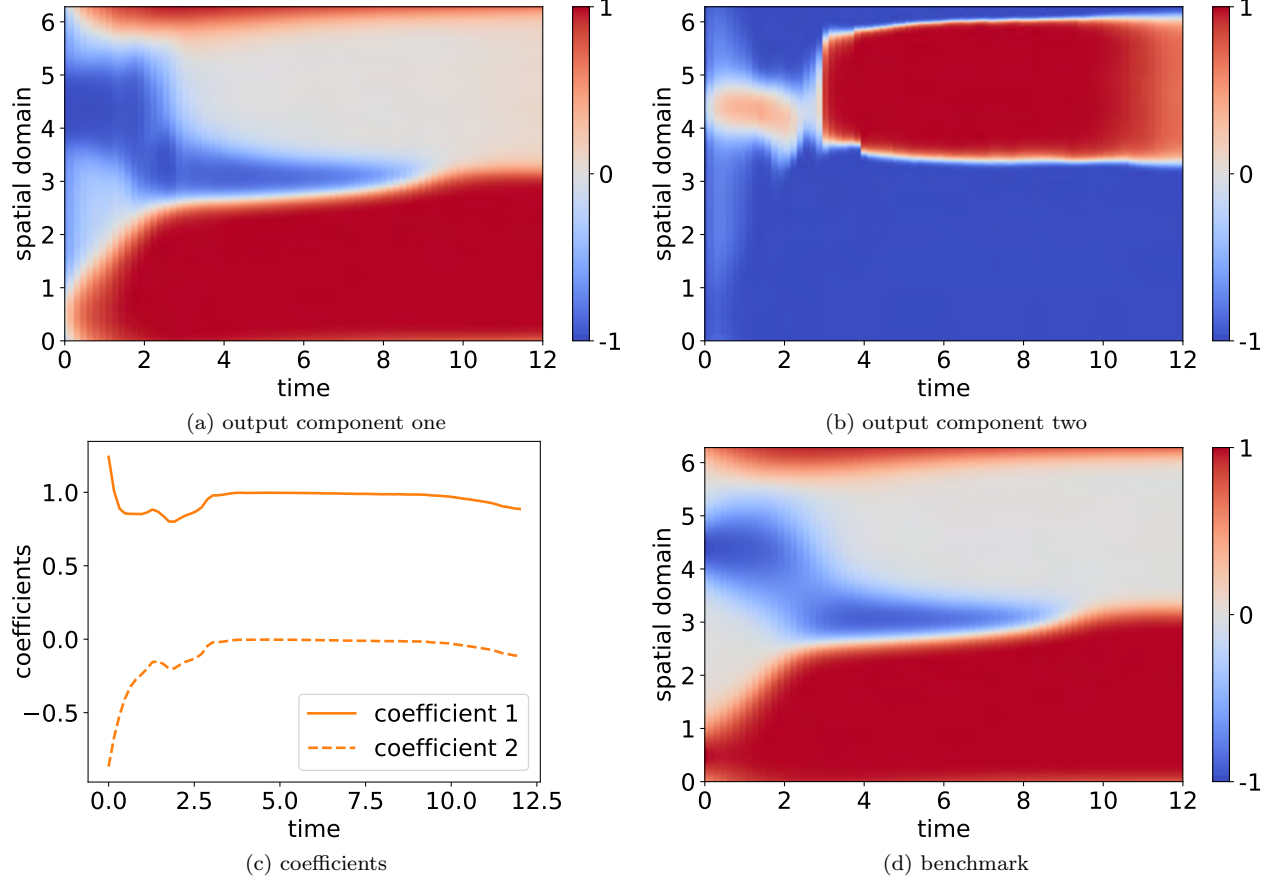 6
5
4
3
2
1
0
spatial domain
0 2 4 6 8 10 12
time
1
0
-1
(a) output component one
6
5
4
3
2
1
0
spatial domain
0 2 4 6 8 10 12
time
1
0
-1
(b) output component two
1.0
0.5
0.0
−0.5
coefficients
0.0 2.5 5.0 7.5 10.0 12.5
time
coefficient 1
coefficient 2
(c) coefficients
6
5
4
3
2
1
0
spatial domain
0 2 4 6 8 10 12
time
1
0
-1
(d) benchmark